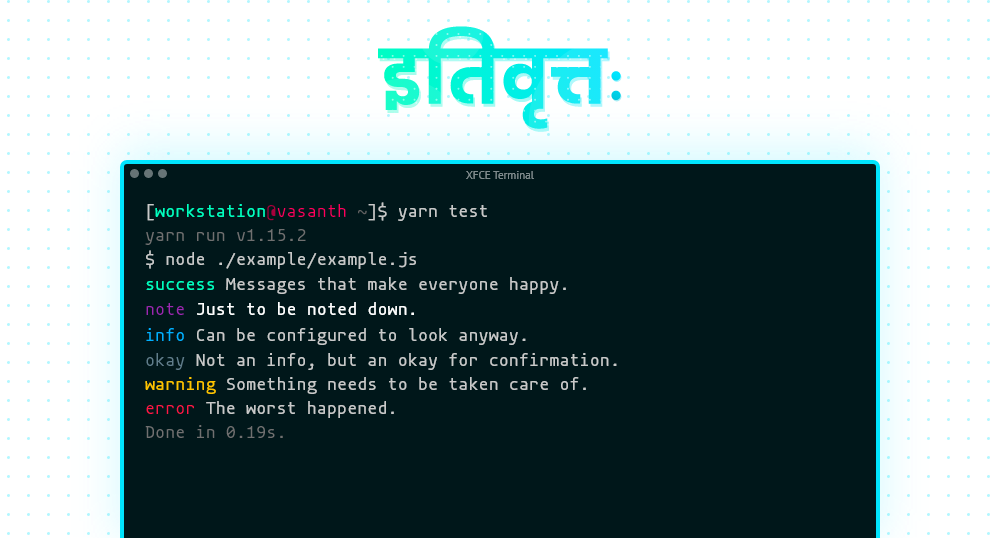 इतिवृत्तः
XFCE Terminal
[workstation@vasanth ~]$ yarn test
yarn run v1.15.2
$ node ./example/example.js
success Messages that make everyone happy.
note Just to be noted down.
info Can be configured to look anyway.
okay Not an info, but an okay for confirmation.
warning Something needs to be taken care of.
error The worst happened.
Done in 0.19s.